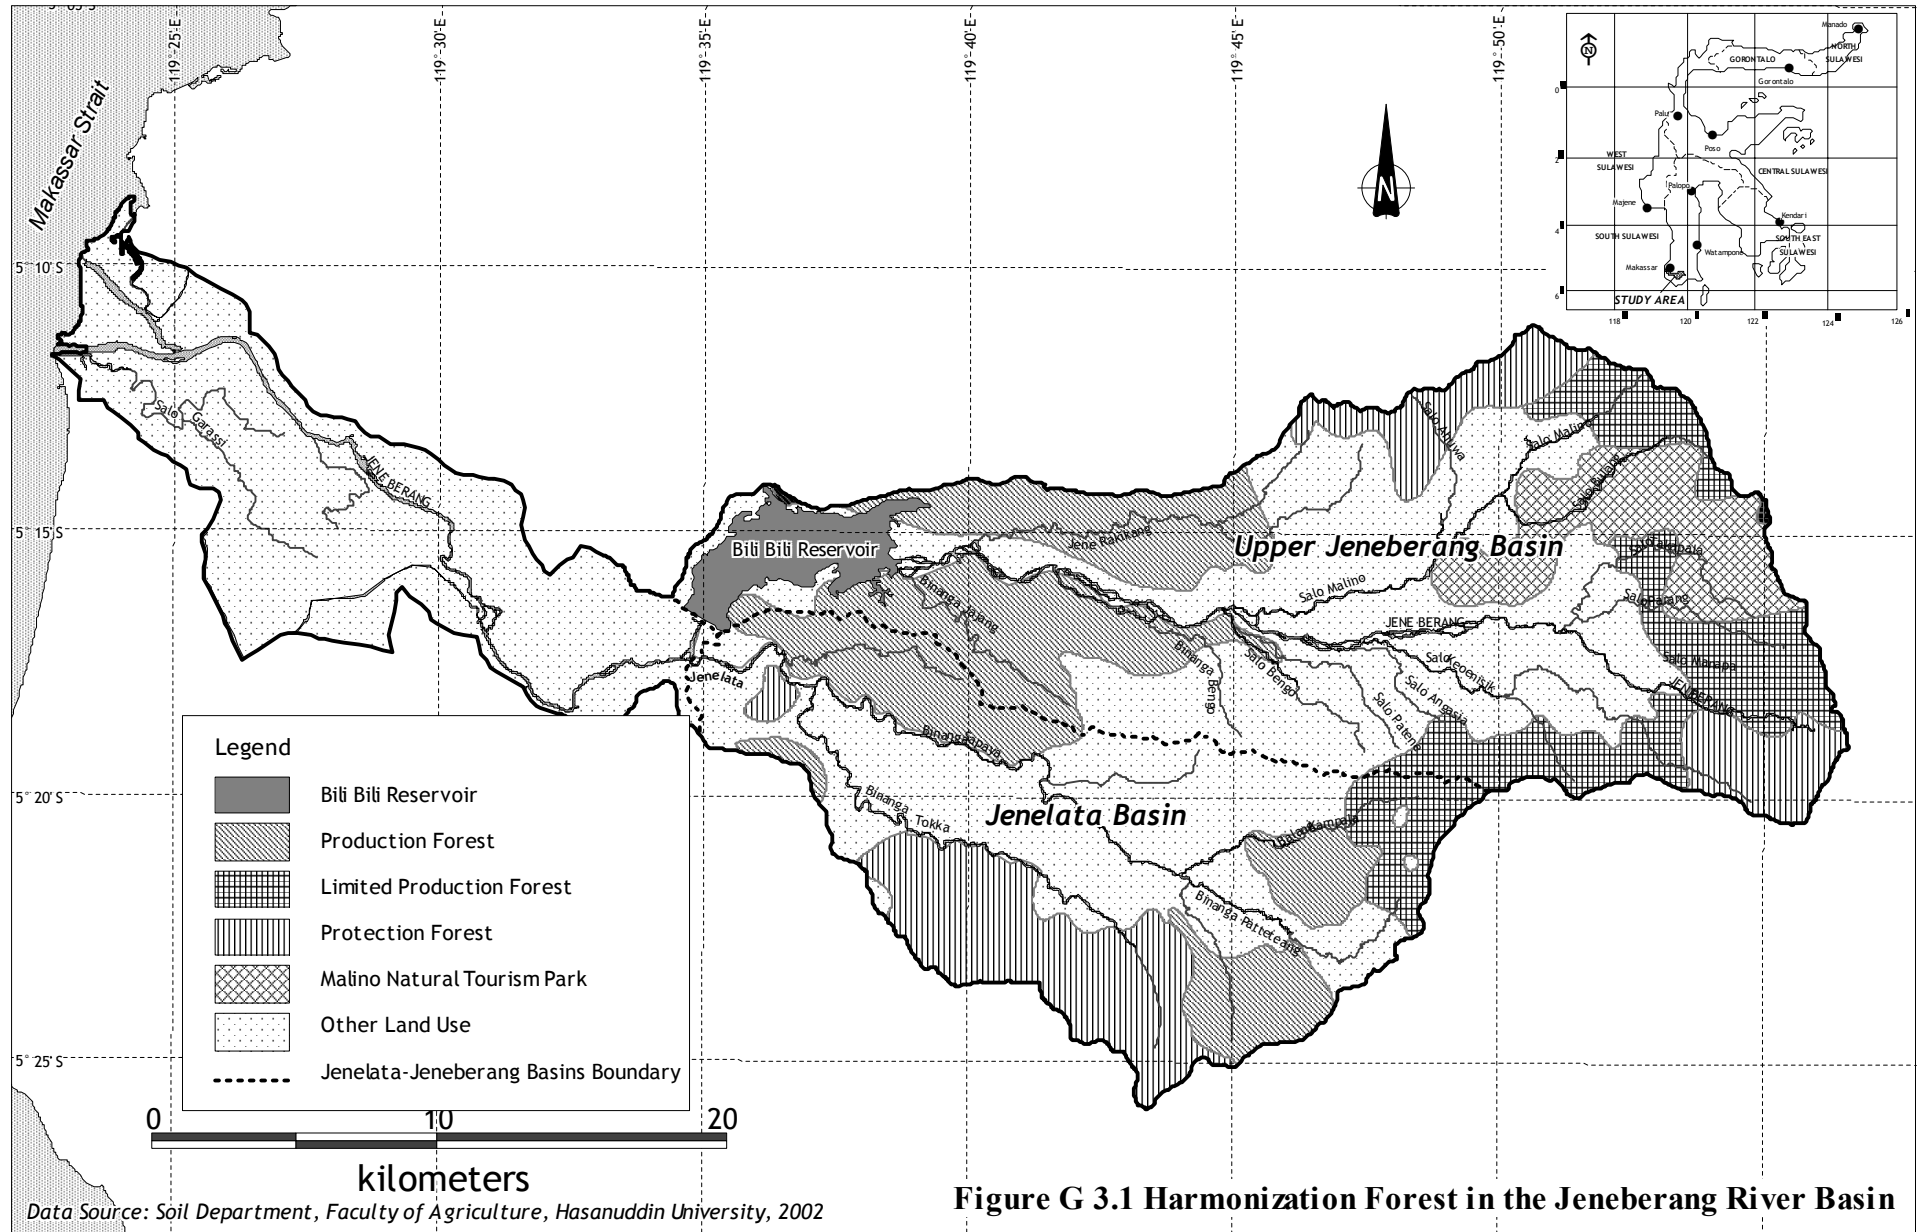 119° 25' E
119° 30' E
119° 35' E
119° 40' E
119° 45' E
119° 50' E
5° 10' S
5° 15' S
5° 20' S
5° 25' S
Makassar Strait
N
N
Manado
NORTH
SULAWESI
GORONTALO
Gorontalo
Palu
Poso
WEST
SULAWESI
CENTRAL SULAWESI
Palopo
Majene
Kendari
SOUTH SULAWESI
SOUTH EAST
SULAWESI
Watampone
Makassar
STUDY AREA
0
2
4
6
118
120
122
124
126
Salo Garassi
JENE BERANG
Bili Bili Reservoir
Jene Rakikang
Upper Jeneberang Basin
Salo Malino
Salo Bulang
Salo Malino
JENE BERANG
Salo Marapa
Binanga Jajang
Binanga Bengo
Salo Bengo
Salo Keoenisik
Salo Angasia
Salo Patene
Jenelata
Binanga Tokka
Jenelata Basin
Binanga Patteteang
Legend
Bili Bili Reservoir
Production Forest
Limited Production Forest
Protection Forest
Malino Natural Tourism Park
Other Land Use
Jenelata-Jeneberang Basins Boundary
0 10 20
kilometers
Data Source: Soil Department, Faculty of Agriculture, Hasanuddin University, 2002
Figure G 3.1 Harmonization Forest in the Jeneberang River Basin